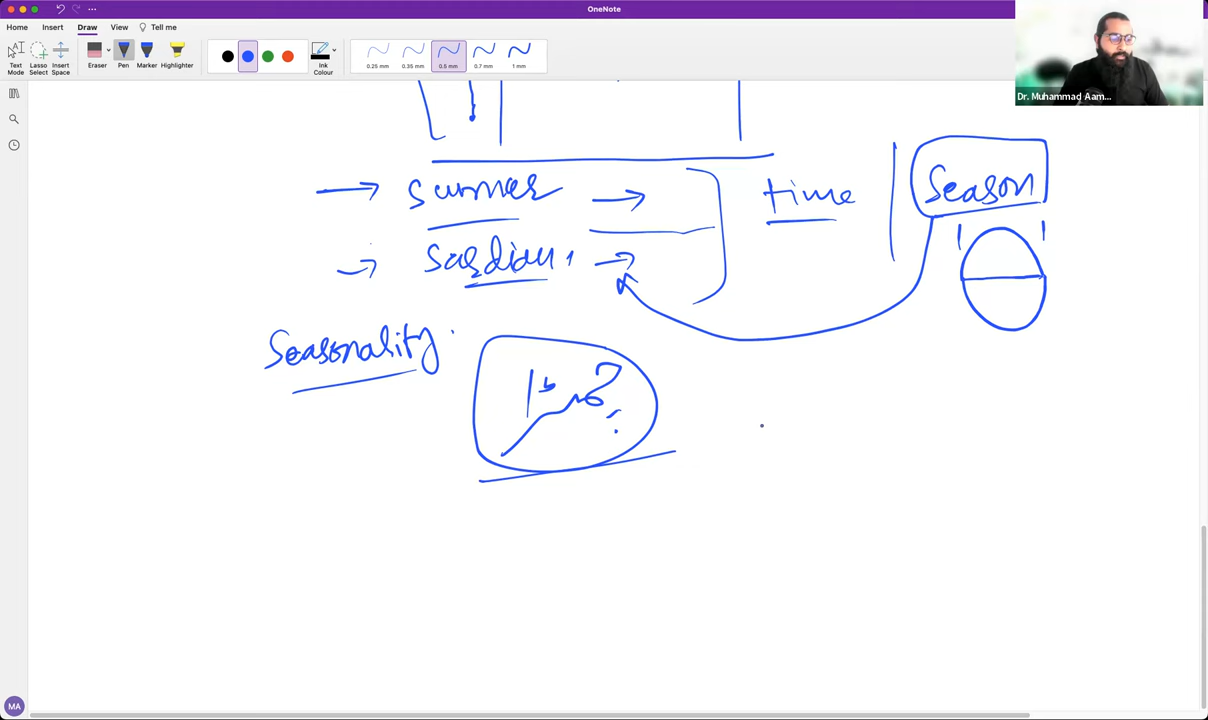 OneNote
Home Insert Draw View Tell me
Text Mode
Lasso Select
Insert Space
Eraser
Pen
Marker
Highlighter
Ink Colour
0.25 mm
0.35 mm
0.5 mm
0.7 mm
1 mm
Dr. Muhammad Aam...
summer
time
Season
Sardian
Seasonality
MA